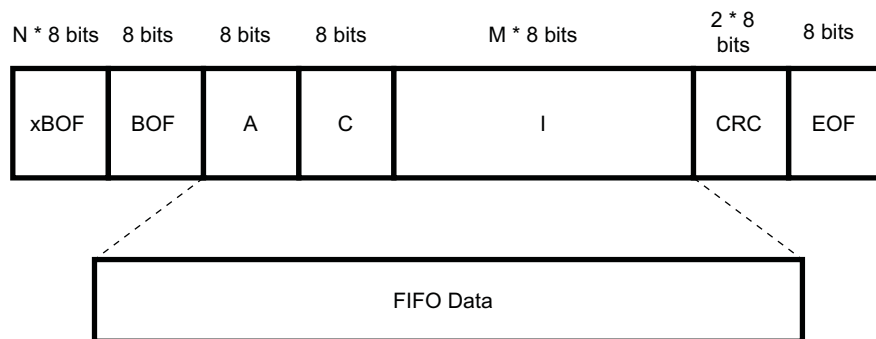 N * 8 bits 8 bits 8 bits 8 bits M * 8 bits 2 * 8 bits 8 bits
xBOF BOF A C I CRC EOF
FIFO Data